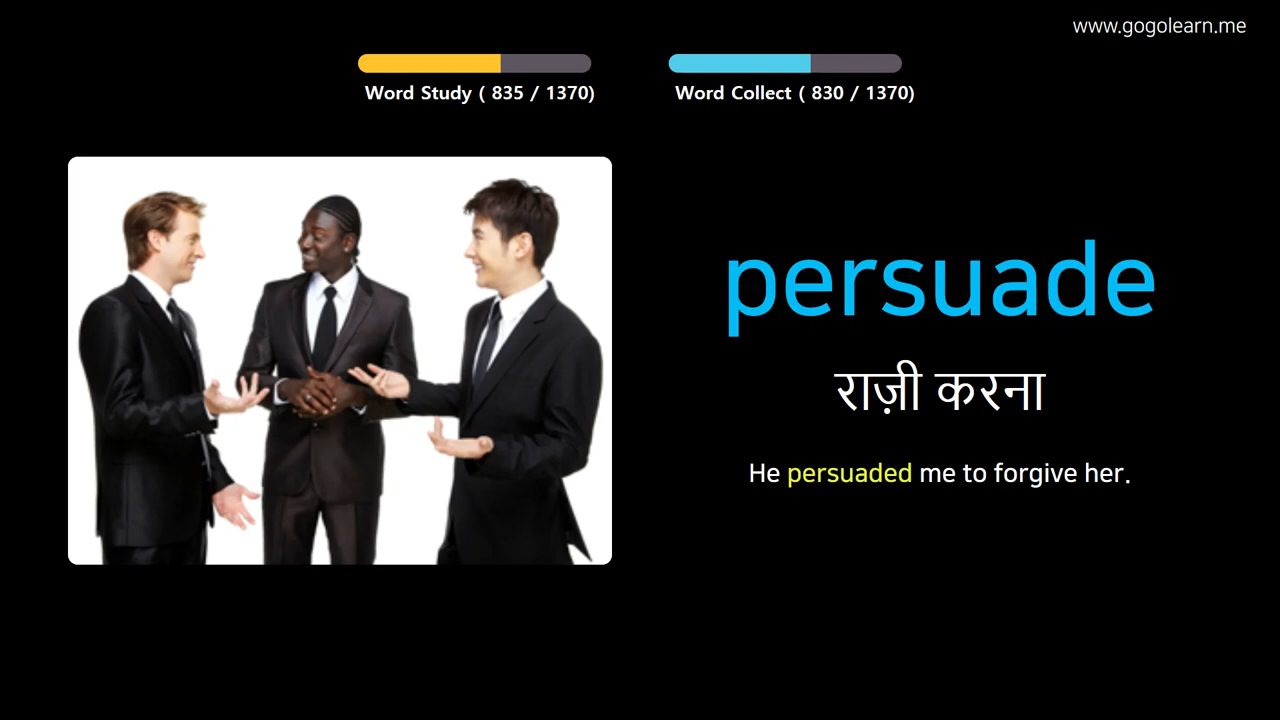 www.gogolearn.me
Word Study ( 835 / 1370)
Word Collect ( 830 / 1370)
persuade
राज़ी करना
He persuaded me to forgive her.